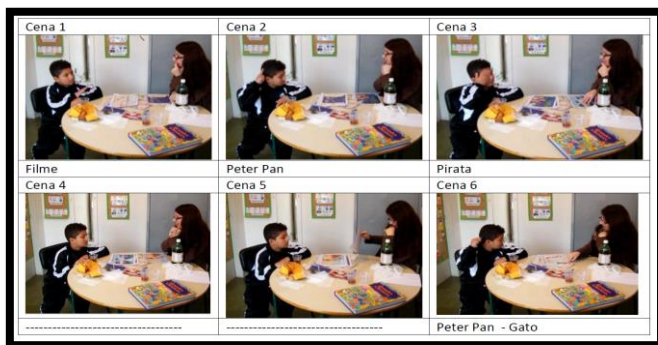 Cena 1
Cena 2
Cena 3
Filme
Peter Pan
Pirata
Cena 4
Cena 5
Cena 6
----------------------------------
----------------------------------
Peter Pan - Gato